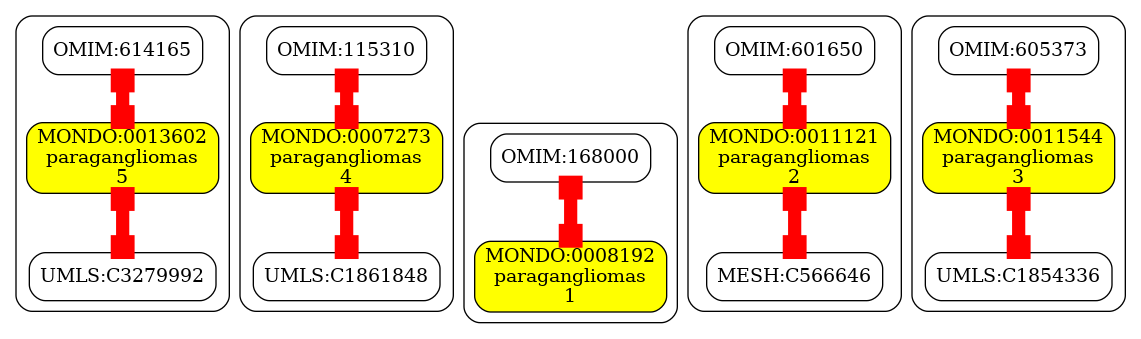 OMIM:614165
MONDO:0013602
paragangliomas
5
UMLS:C3279992
OMIM:115310
MONDO:0007273
paragangliomas
4
UMLS:C1861848
OMIM:168000
MONDO:0008192
paragangliomas
1
OMIM:601650
MONDO:0011121
paragangliomas
2
MESH:C566646
OMIM:605373
MONDO:0011544
paragangliomas
3
UMLS:C1854336